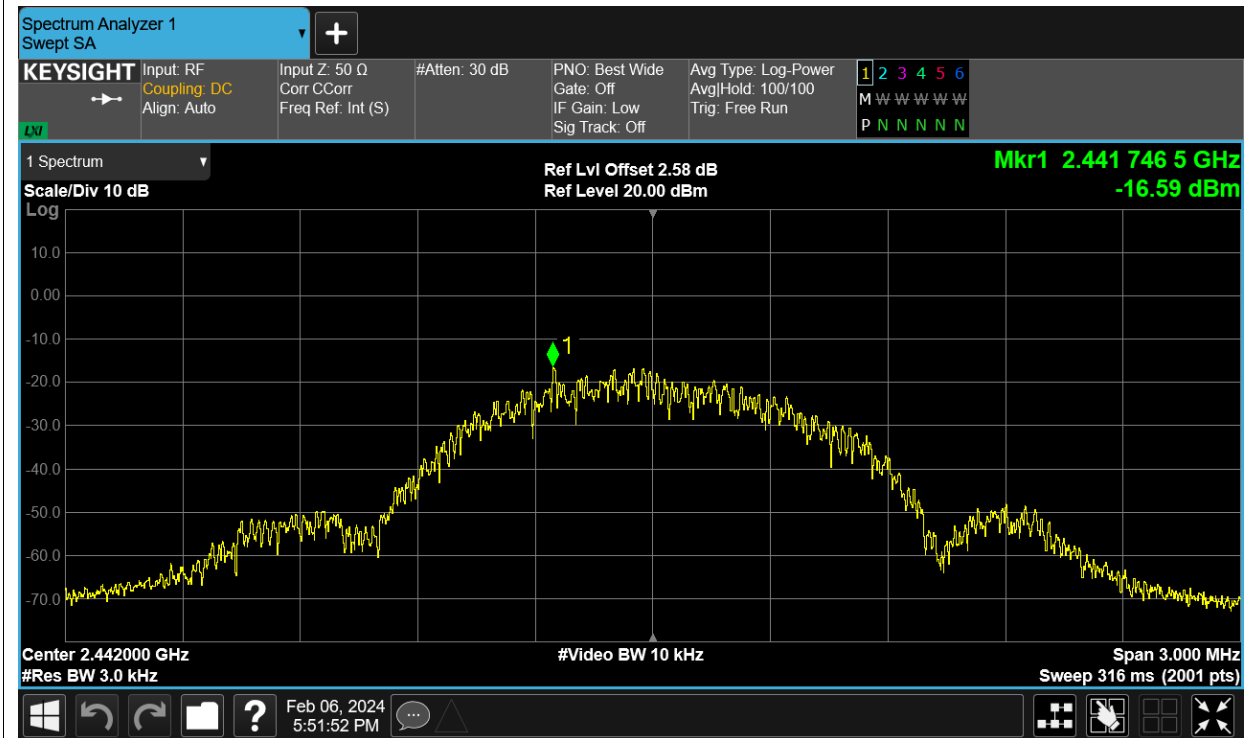 Spectrum Analyzer 1
Swept SA
KEYSIGHT
LXI
Input: RF
Coupling: DC
Align: Auto
Input Z: 50 Ω
Corr CCorr
Freq Ref: Int (S)
#Atten: 30 dB
PNO: Best Wide
Gate: Off
IF Gain: Low
Sig Track: Off
Avg Type: Log-Power
Avg|Hold: 100/100
Trig: Free Run
1 2 3 4 5 6
M W W W W W
P N N N N N
1 Spectrum
Scale/Div 10 dB
Log
Ref Lvl Offset 2.58 dB
Ref Level 20.00 dBm
Mkr1 2.441 746 5 GHz
-16.59 dBm
10.0
0.00
-10.0
1
-20.0
-30.0
-40.0
-50.0
-60.0
-70.0
Center 2.442000 GHz
#Res BW 3.0 kHz
#Video BW 10 kHz
Span 3.000 MHz
Sweep 316 ms (2001 pts)
?
Feb 06, 2024
5:51:52 PM